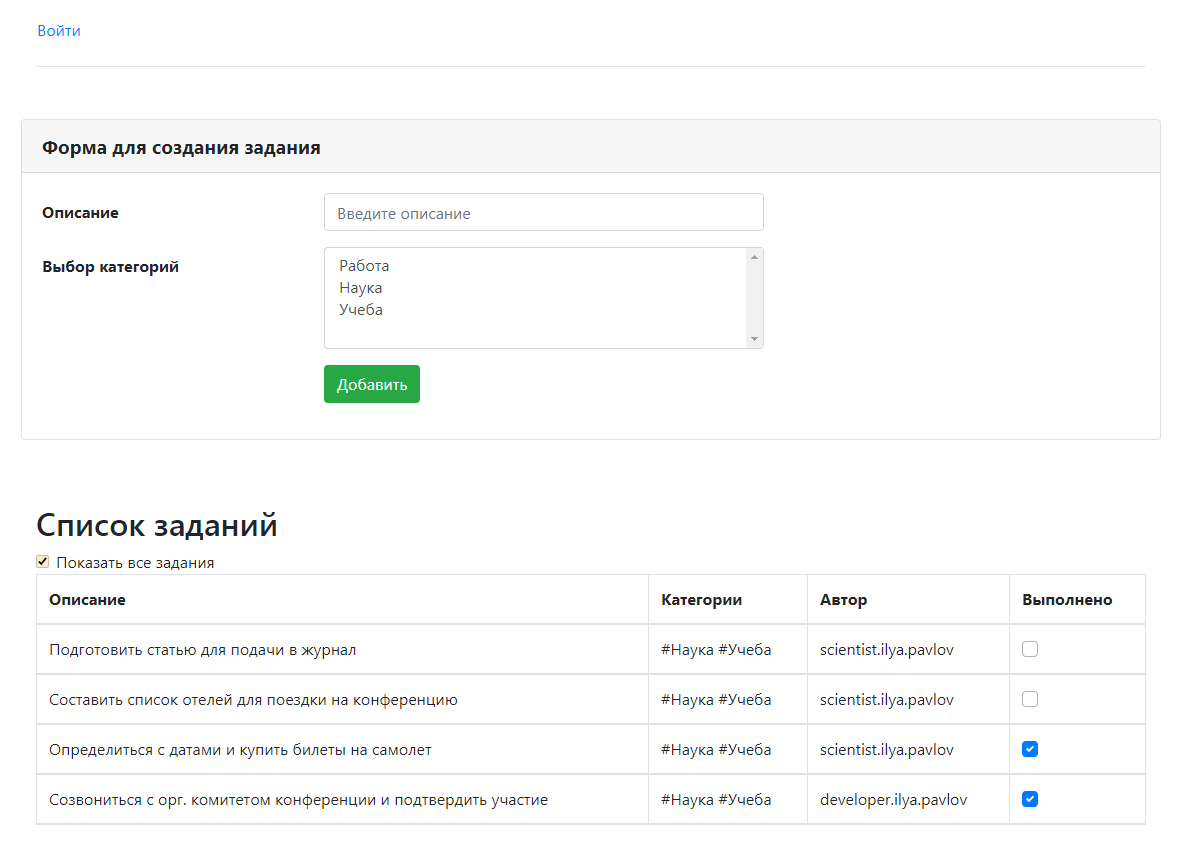 Войти
Форма для создания задания
Описание Введите описание
Выбор категорий Работа
Наука
Учеба
Добавить
Список заданий
Показать все задания
Описание Категории Автор Выполнено
Подготовить статью для подачи в журнал #Наука #Учеба scientist.ilya.pavlov
Составить список отелей для поездки на конференцию #Наука #Учеба scientist.ilya.pavlov
Определиться с датами и купить билеты на самолет #Наука #Учеба scientist.ilya.pavlov
Созвониться с орг. комитетом конференции и подтвердить участие #Наука #Учеба developer.ilya.pavlov